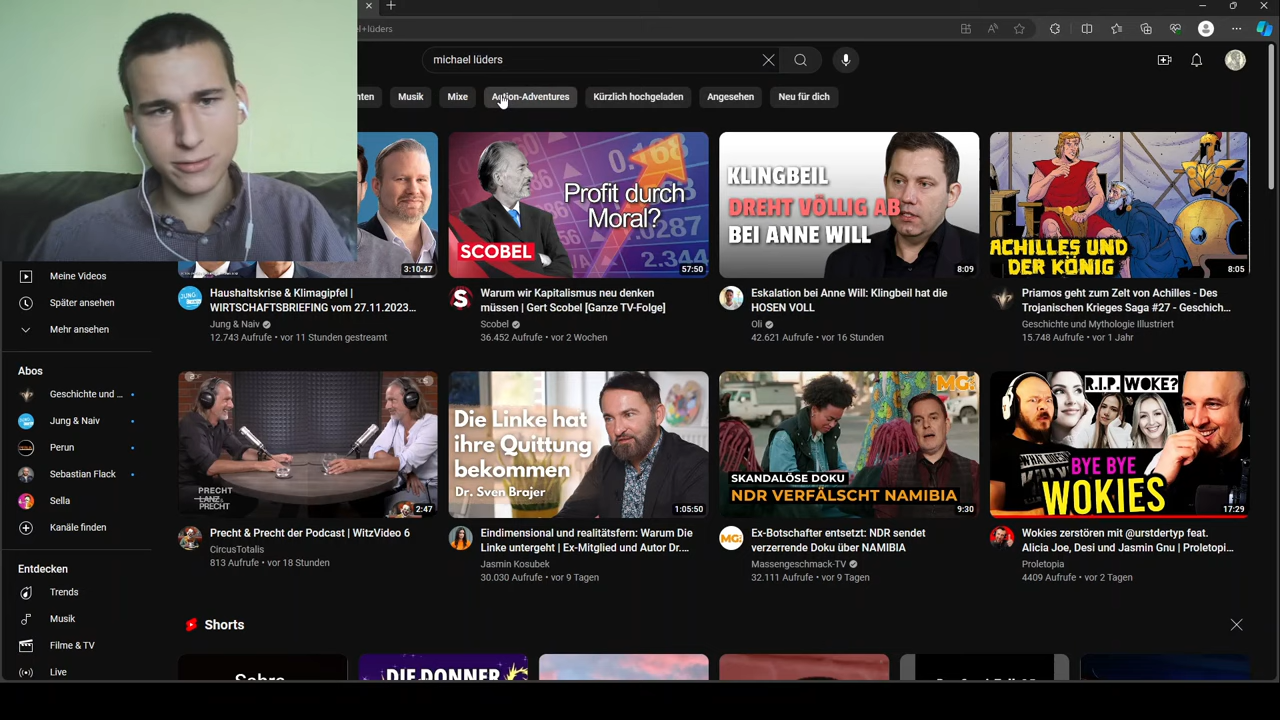 el+lüders
michael lüders
nten
Musik
Mixe
Action-Adventures
Kürzlich hochgeladen
Angesehen
Neu für dich
3:10:47
Profit durch
Moral?
SCOBEL
57:50
KLINGBEIL
DREHT VÖLLIG AB
BEI ANNE WILL
8:09
ACHILLES UND
DER KÖNIG
8:05
Meine Videos
Später ansehen
Mehr ansehen
Haushaltskrise & Klimagipfel |
WIRTSCHAFTSBRIEFING vom 27.11.2023...
Jung & Naiv
12.743 Aufrufe • vor 11 Stunden gestreamt
Warum wir Kapitalismus neu denken
müssen | Gert Scobel [Ganze TV-Folge]
Scobel
36.452 Aufrufe • vor 2 Wochen
Eskalation bei Anne Will: Klingbeil hat die
HOSEN VOLL
Oli
42.621 Aufrufe • vor 16 Stunden
Priamos geht zum Zelt von Achilles - Des
Trojanischen Krieges Saga #27 - Geschich...
Geschichte und Mythologie Illustriert
15.748 Aufrufe • vor 1 Jahr
Abos
Geschichte und ...
Jung & Naiv
Perun
Sebastian Flack
Sella
Kanäle finden
PRECHT
LANZ
PRECHT
2:47
Die Linke hat
ihre Quittung
bekommen
Dr. Sven Brajer
1:05:50
MG:
SKANDALÖSE DOKU
NDR VERFÄLSCHT NAMIBIA
9:30
R.I.P. WOKE?
BYE BYE
WOKIES
17:29
Precht & Precht der Podcast | WitzVideo 6
CircusTotalis
813 Aufrufe • vor 18 Stunden
Eindimensional und realitätsfern: Warum Die
Linke untergeht | Ex-Mitglied und Autor Dr....
Jasmin Kosubek
30.030 Aufrufe • vor 9 Tagen
MG:
Ex-Botschafter entsetzt: NDR sendet
verzerrende Doku über NAMIBIA
Massengeschmack-TV
32.111 Aufrufe • vor 9 Tagen
Wokies zerstören mit @urstdertyp feat.
Alicia Joe, Desi und Jasmin Gnu | Proletopi...
Proletopia
4409 Aufrufe • vor 2 Tagen
Entdecken
Trends
Musik
Filme & TV
Live
Shorts
DIE DONNER